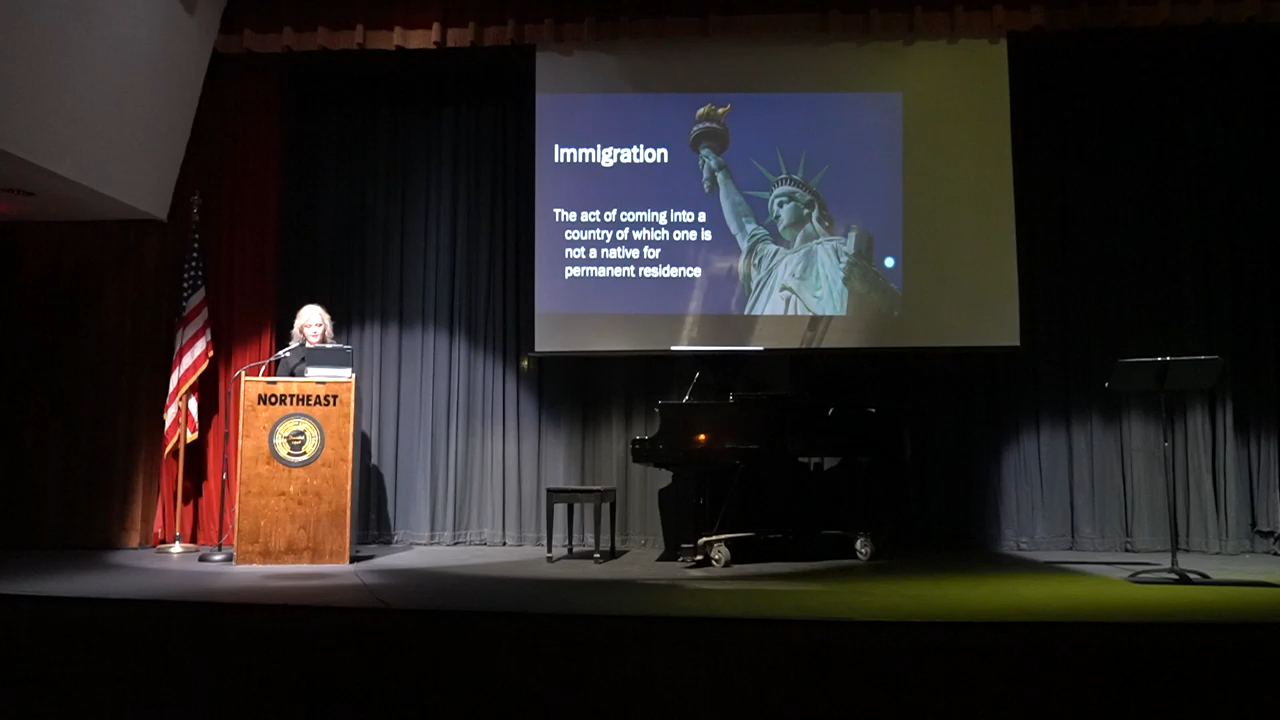 Immigration
The act of coming into a
country of which one is
not a native for
permanent residence
NORTHEAST